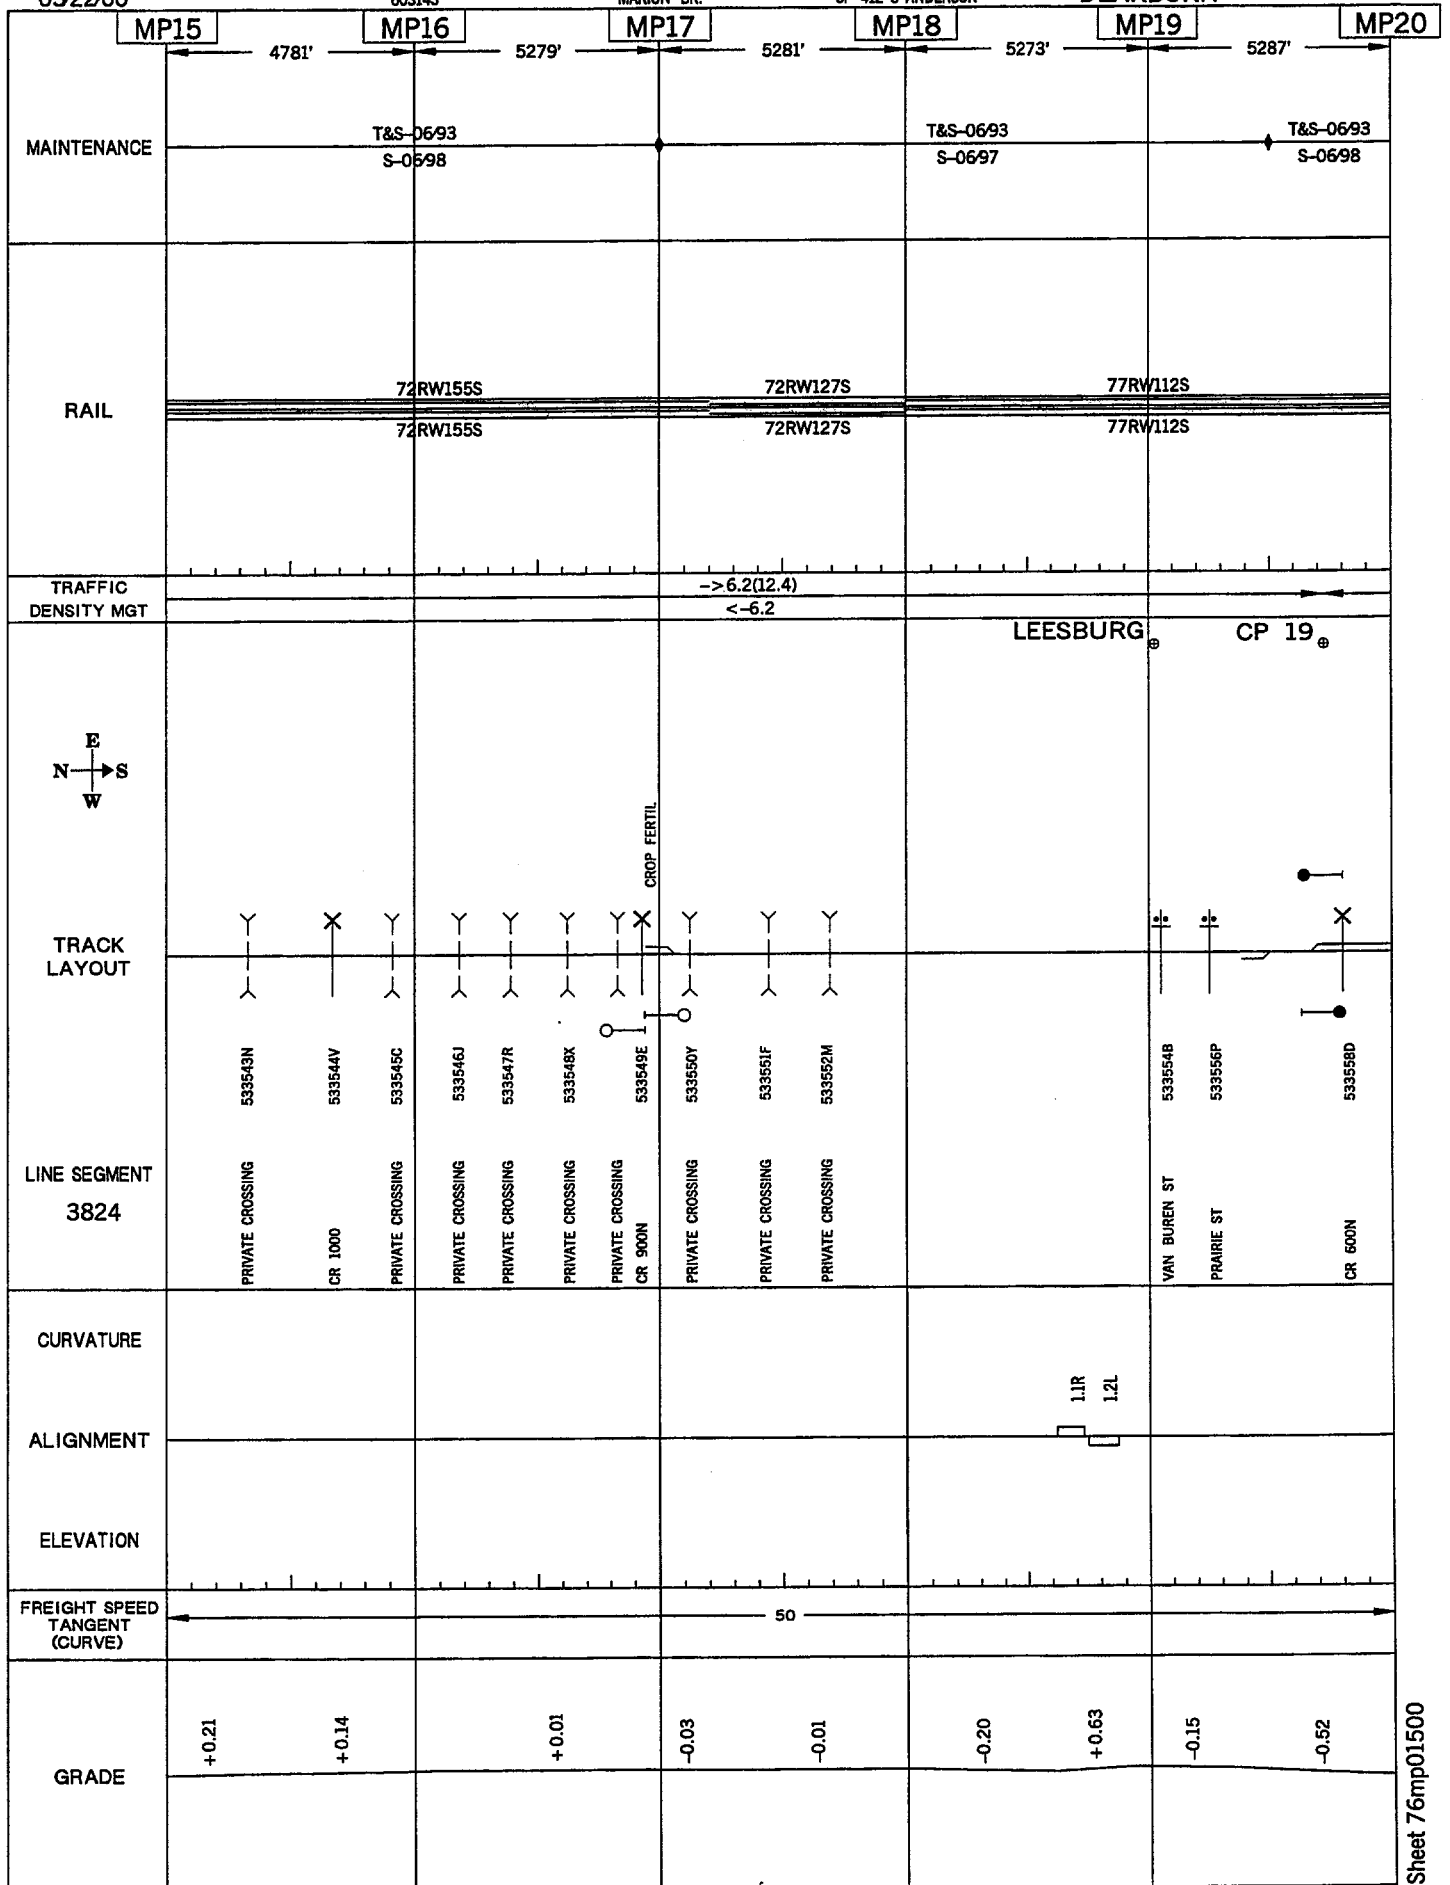 MP15 MP16 MP17 MP18 MP19 MP20
4781' 5279' 5281' 5273' 5287'
MAINTENANCE
T&S-06/93 T&S-06/93 T&S-06/93
S-06/98 S-06/97 S-06/98
RAIL
72RW155S 72RW127S 77RW112S
72RW155S 72RW127S 77RW112S
TRAFFIC
DENSITY MGT
->6.2(12.4)
<-6.2
LEESBURG CP 19
E
N S
W
CROP FERTIL
TRACK
LAYOUT
533543N 533544V 533545C 533546J 533547R 533548X 533549E 533550Y 533551F 533552M 533554B 533556P 533558D
LINE SEGMENT
3824
PRIVATE CROSSING
CR 1000
PRIVATE CROSSING
PRIVATE CROSSING
PRIVATE CROSSING
PRIVATE CROSSING
PRIVATE CROSSING
CR 900N
PRIVATE CROSSING
PRIVATE CROSSING
PRIVATE CROSSING
VAN BUREN ST
PRAIRIE ST
CR 600N
CURVATURE
1.1R 1.2L
ALIGNMENT
ELEVATION
FREIGHT SPEED
TANGENT
(CURVE)
50
GRADE
+0.21 +0.14 +0.01 -0.03 -0.01 -0.20 +0.63 -0.15 -0.52
Sheet 76mp01500